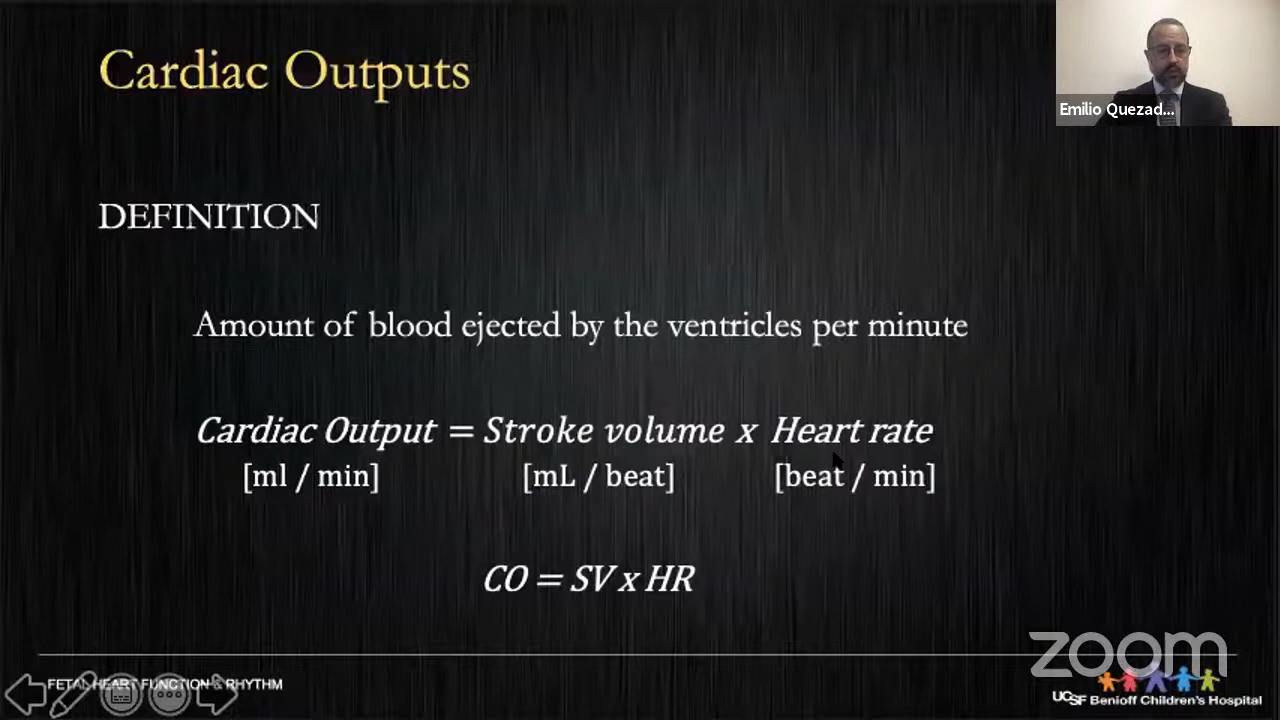 Cardiac Outputs
Emilio Quezad...
DEFINITION
Amount of blood ejected by the ventricles per minute
Cardiac Output = Stroke volume x Heart rate
[ml / min] [mL / beat] [beat / min]
CO = SV x HR
zoom
FETAL HEART FUNCTION & RHYTHM
UCSF Benioff Children's Hospital